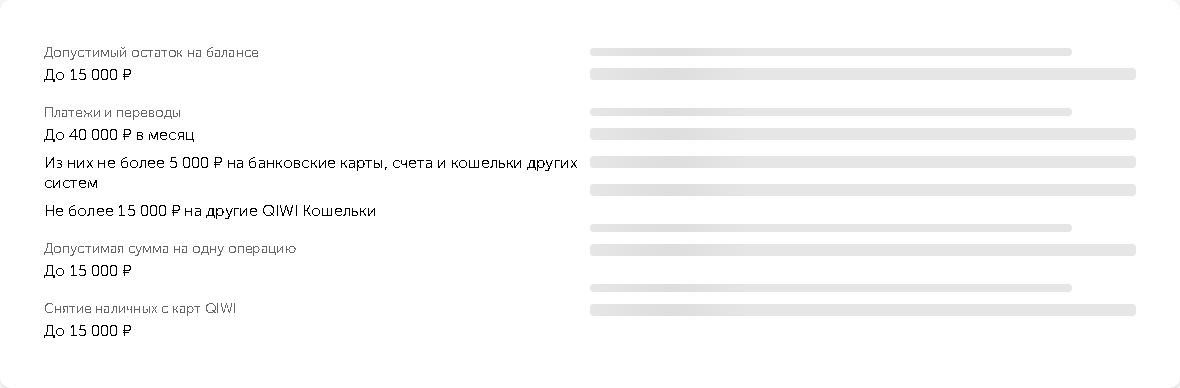 Допустимый остаток на балансе
До 15 000 ₽
Платежи и переводы
До 40 000 ₽ в месяц
Из них не более 5 000 ₽ на банковские карты, счета и кошельки других
систем
Не более 15 000 ₽ на другие QIWI Кошельки
Допустимая сумма на одну операцию
До 15 000 ₽
Снятие наличных с карт QIWI
До 15 000 ₽